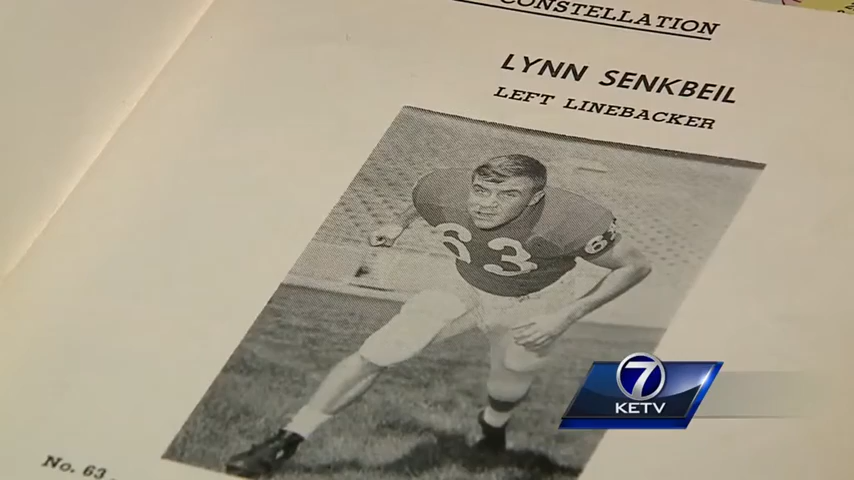 CONSTELLATION
LYNN SENKBEIL
LEFT LINEBACKER
63
63
No. 63
7
KETV